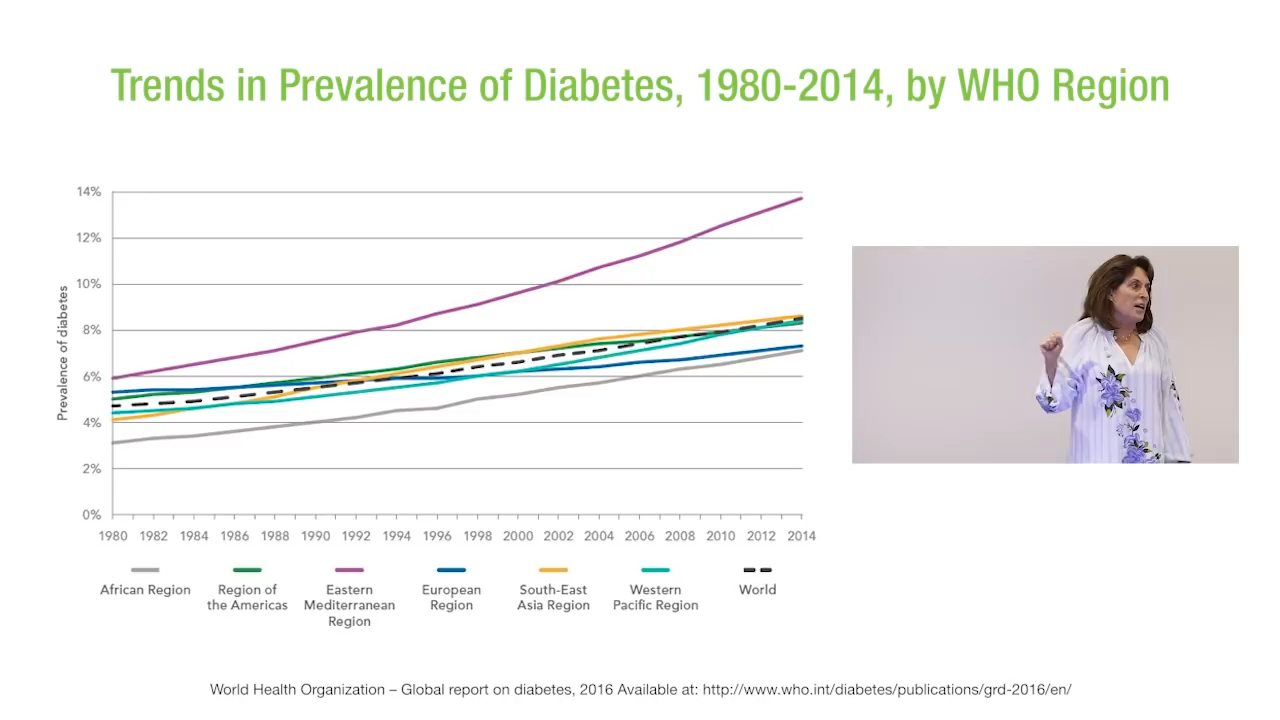 Trends in Prevalence of Diabetes, 1980-2014, by WHO Region
14%
12%
10%
8%
6%
4%
2%
0%
Prevalence of diabetes
1980 1982 1984 1986 1988 1990 1992 1994 1996 1998 2000 2002 2004 2006 2008 2010 2012 2014
African Region
Region of
the Americas
Eastern
Mediterranean
Region
European
Region
South-East
Asia Region
Western
Pacific Region
World
World Health Organization – Global report on diabetes, 2016 Available at: http://www.who.int/diabetes/publications/grd-2016/en/